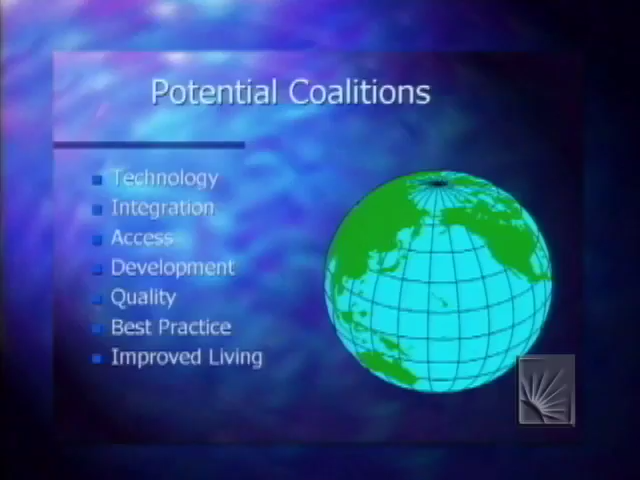 Potential Coalitions
Technology
Integration
Access
Development
Quality
Best Practice
Improved Living